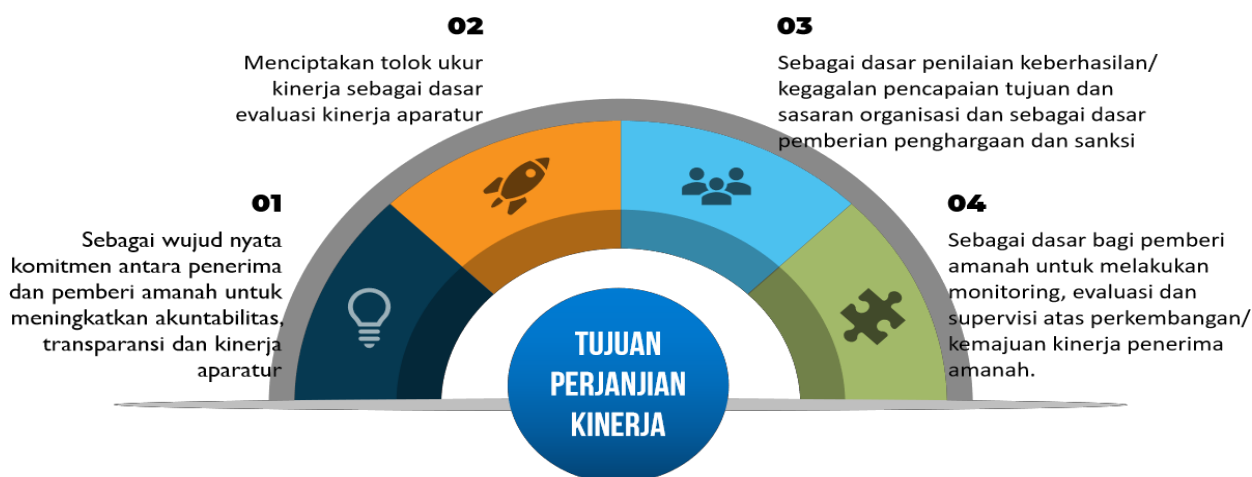 01
Sebagai wujud nyata
komitmen antara penerima
dan pemberi amanah untuk
meningkatkan akuntabilitas,
transparansi dan kinerja
aparatur
02
Menciptakan tolok ukur
kinerja sebagai dasar
evaluasi kinerja aparatur
03
Sebagai dasar penilaian keberhasilan/
kegagalan pencapaian tujuan dan
sasaran organisasi dan sebagai dasar
pemberian penghargaan dan sanksi
04
Sebagai dasar bagi pemberi
amanah untuk melakukan
monitoring, evaluasi dan
supervisi atas perkembangan/
kemajuan kinerja penerima
amanah.
TUJUAN
PERJANJIAN
KINERJA